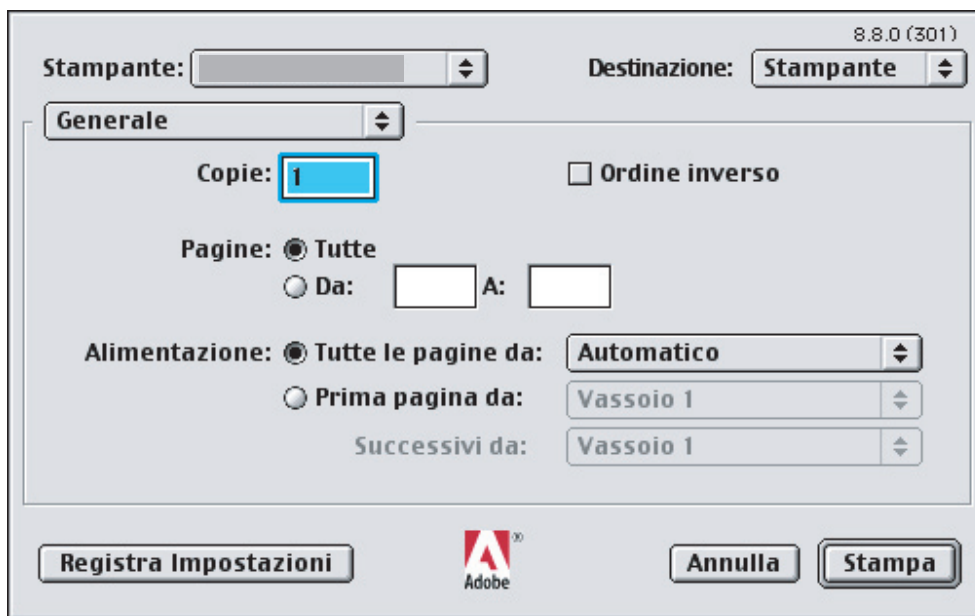 8.8.0 (301)
Stampante: Destinazione: Stampante
Generale
Copie: 1 Ordine inverso
Pagine: Tutte
Da: A:
Alimentazione: Tutte le pagine da: Automatico
Prima pagina da: Vassoio 1
Successivi da: Vassoio 1
Registra Impostazioni Adobe® Annulla Stampa